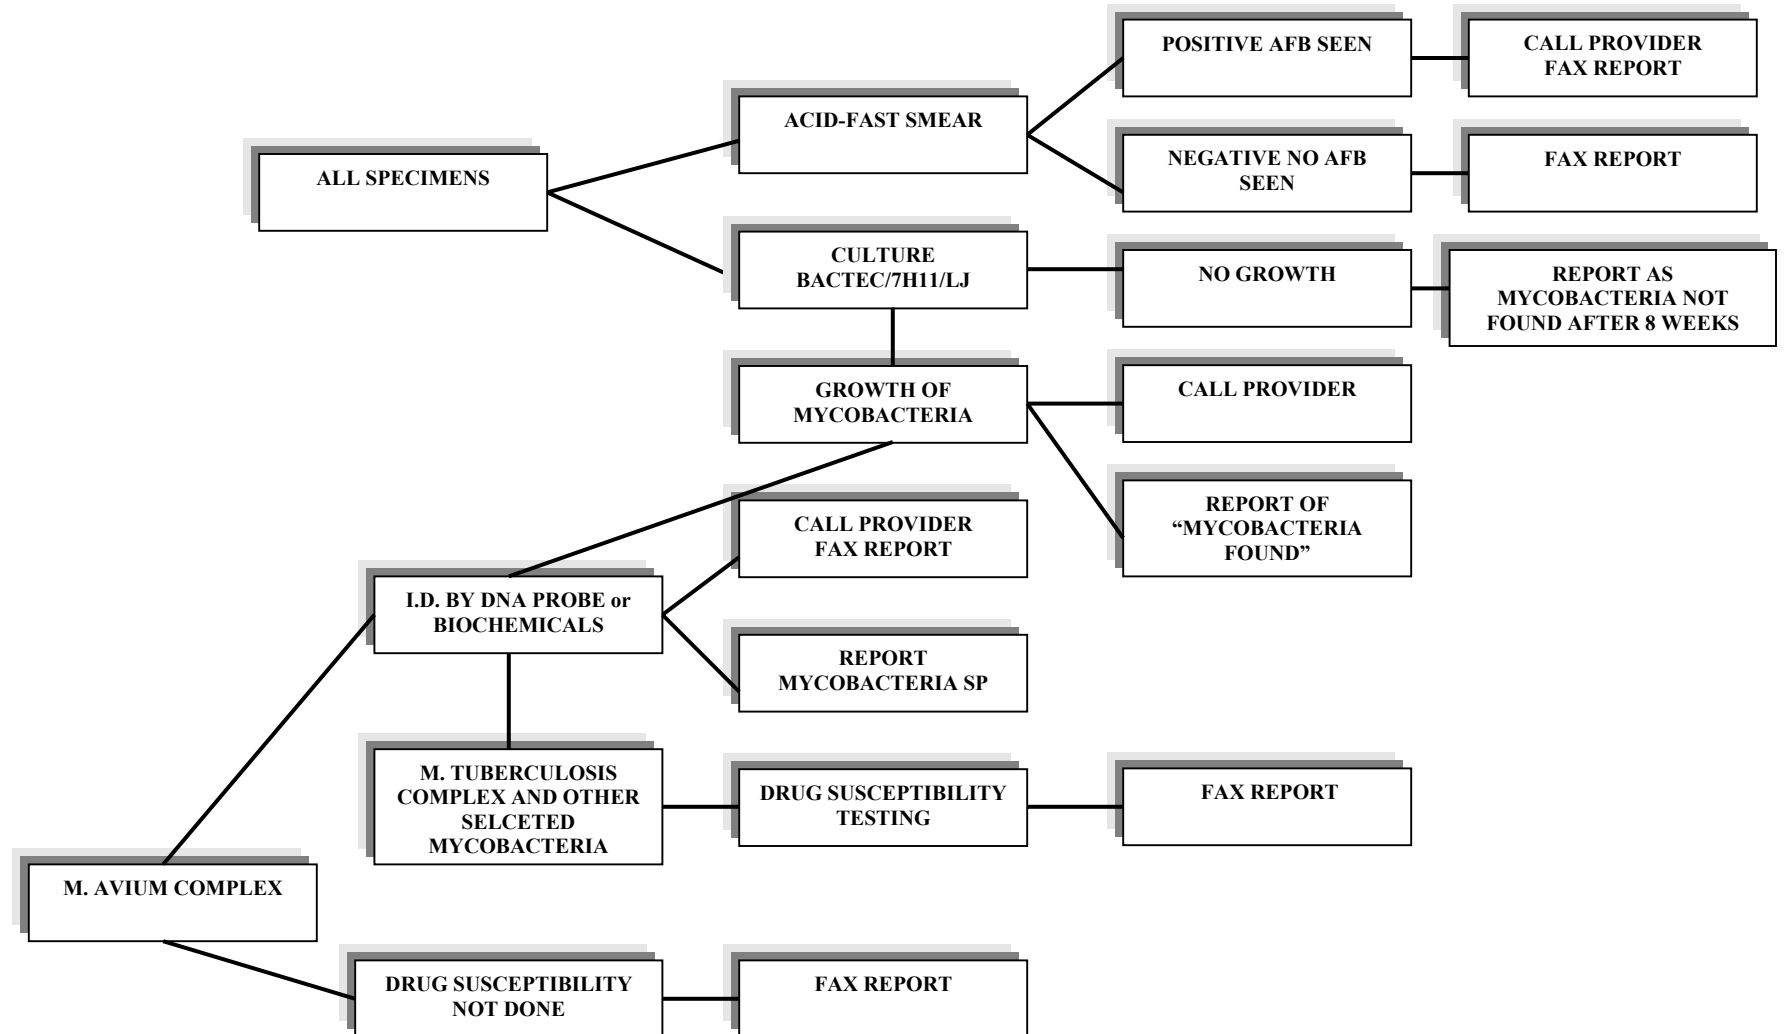 POSITIVE AFB SEEN
CALL PROVIDER
FAX REPORT
ACID-FAST SMEAR
NEGATIVE NO AFB
SEEN
FAX REPORT
ALL SPECIMENS
CULTURE
BACTEC/7H11/LJ
NO GROWTH
REPORT AS
MYCOBACTERIA NOT
FOUND AFTER 8 WEEKS
GROWTH OF
MYCOBACTERIA
CALL PROVIDER
REPORT OF
“MYCOBACTERIA
FOUND”
CALL PROVIDER
FAX REPORT
I.D. BY DNA PROBE or
BIOCHEMICALS
REPORT
MYCOBACTERIA SP
M. TUBERCULOSIS
COMPLEX AND OTHER
SELCETED
MYCOBACTERIA
DRUG SUSCEPTIBILITY
TESTING
FAX REPORT
M. AVIUM COMPLEX
DRUG SUSCEPTIBILITY
NOT DONE
FAX REPORT